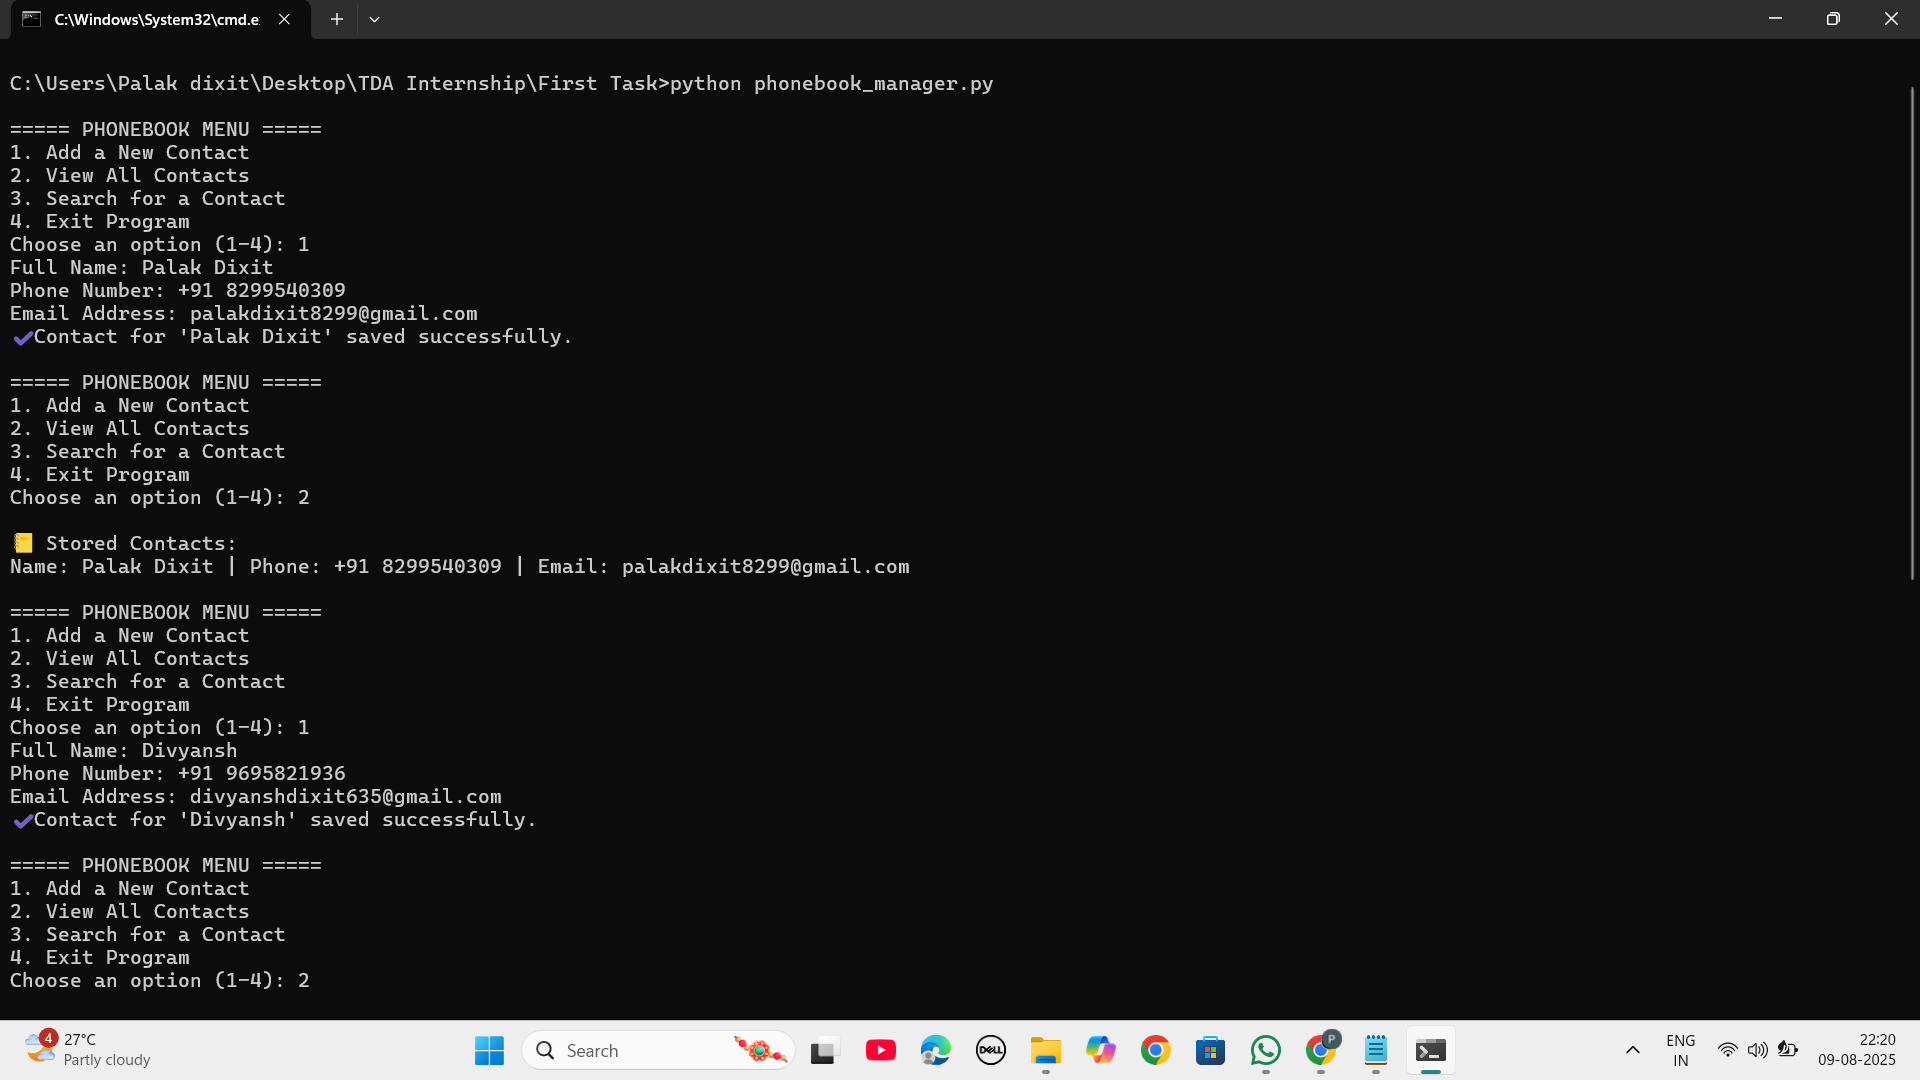 C:\Windows\System32\cmd.e
C:\Users\Palak dixit\Desktop\TDA Internship\First Task>python phonebook_manager.py
===== PHONEBOOK MENU =====
1. Add a New Contact
2. View All Contacts
3. Search for a Contact
4. Exit Program
Choose an option (1-4): 1
Full Name: Palak Dixit
Phone Number: +91 8299540309
Email Address: palakdixit8299@gmail.com
✔Contact for 'Palak Dixit' saved successfully.
===== PHONEBOOK MENU =====
1. Add a New Contact
2. View All Contacts
3. Search for a Contact
4. Exit Program
Choose an option (1-4): 2
📒 Stored Contacts:
Name: Palak Dixit | Phone: +91 8299540309 | Email: palakdixit8299@gmail.com
===== PHONEBOOK MENU =====
1. Add a New Contact
2. View All Contacts
3. Search for a Contact
4. Exit Program
Choose an option (1-4): 1
Full Name: Divyansh
Phone Number: +91 9695821936
Email Address: divyanshdixit635@gmail.com
✔Contact for 'Divyansh' saved successfully.
===== PHONEBOOK MENU =====
1. Add a New Contact
2. View All Contacts
3. Search for a Contact
4. Exit Program
Choose an option (1-4): 2
4
27°C
Partly cloudy
Search
DELL
P
ENG
IN
22:20
09-08-2025